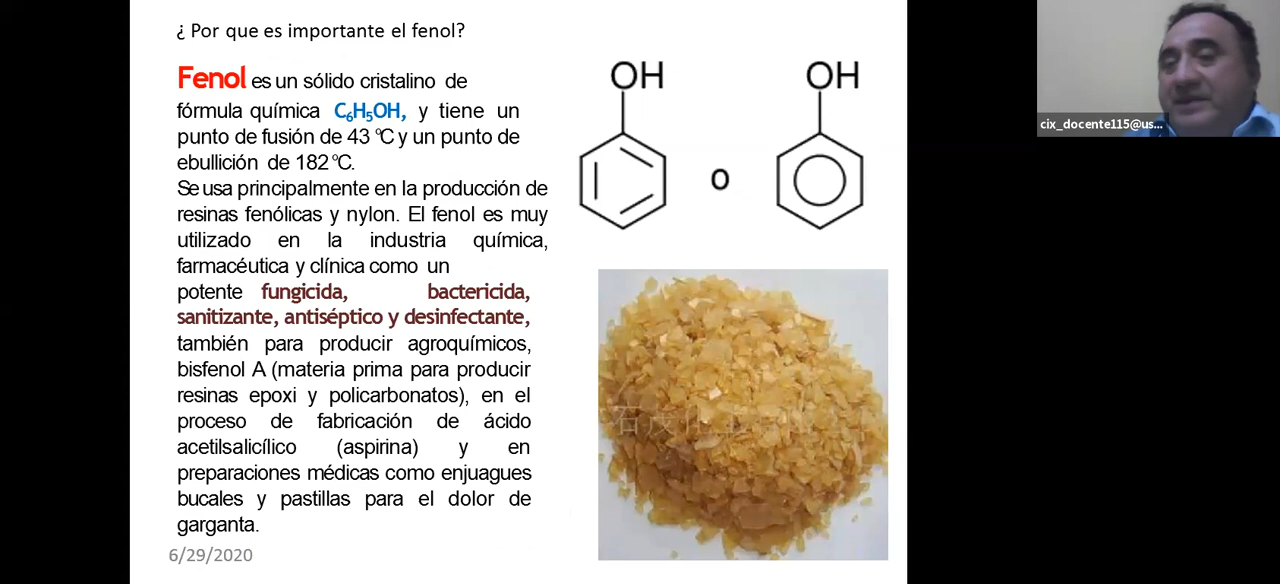 ¿ Por que es importante el fenol?
Fenol es un sólido cristalino de
fórmula química C₆H₅OH, y tiene un
punto de fusión de 43 ºC y un punto de
ebullición de 182 ºC.
Se usa principalmente en la producción de
resinas fenólicas y nylon. El fenol es muy
utilizado en la industria química,
farmacéutica y clínica como un
potente fungicida, bactericida,
sanitizante, antiséptico y desinfectante,
también para producir agroquímicos,
bisfenol A (materia prima para producir
resinas epoxi y policarbonatos), en el
proceso de fabricación de ácido
acetilsalicílico (aspirina) y en
preparaciones médicas como enjuagues
bucales y pastillas para el dolor de
garganta.
6/29/2020
OH
o
OH
cix_docente115@us...